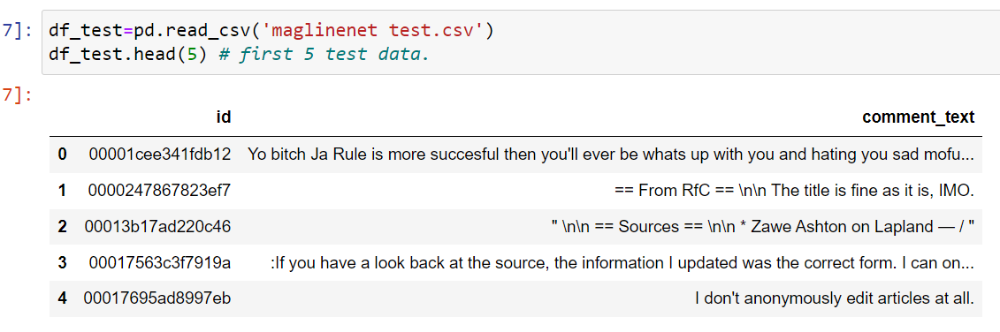 7]: df_test=pd.read_csv('maglinenet test.csv')
df_test.head(5) # first 5 test data.
7]:
id comment_text
0 00001cee341fdb12 Yo bitch Ja Rule is more succesful then you'll ever be whats up with you and hating you sad mofu...
1 0000247867823ef7 == From RfC == \n\n The title is fine as it is, IMO.
2 00013b17ad220c46 " \n\n == Sources == \n\n * Zawe Ashton on Lapland — / "
3 00017563c3f7919a :If you have a look back at the source, the information I updated was the correct form. I can on...
4 00017695ad8997eb I don't anonymously edit articles at all.